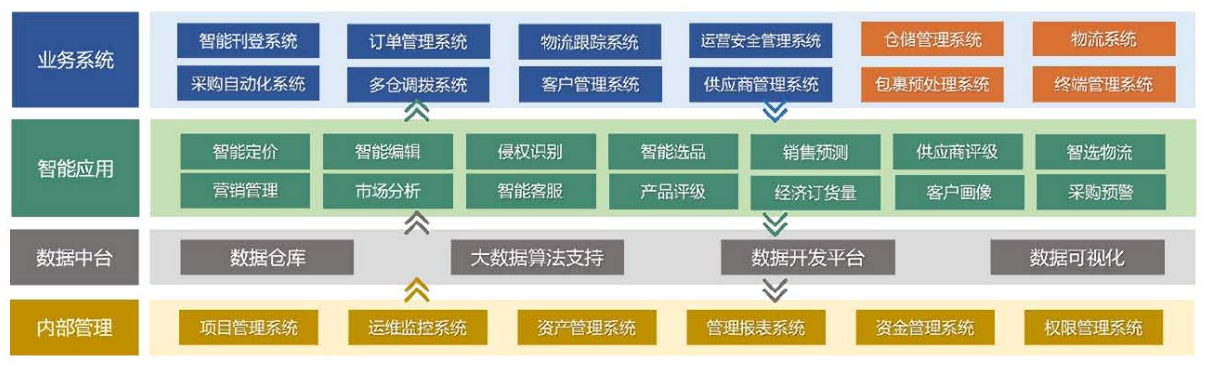 业务系统
智能刊登系统 订单管理系统 物流跟踪系统 运营安全管理系统 仓储管理系统 物流系统
采购自动化系统 多仓调拨系统 客户管理系统 供应商管理系统 包裹预处理系统 终端管理系统
智能应用
智能定价 智能编辑 侵权识别 智能选品 销售预测 供应商评级 智选物流
营销管理 市场分析 智能客服 产品评级 经济订货量 客户画像 采购预警
数据中台
数据仓库 大数据算法支持 数据开发平台 数据可视化
内部管理
项目管理系统 运维监控系统 资产管理系统 管理报表系统 资金管理系统 权限管理系统